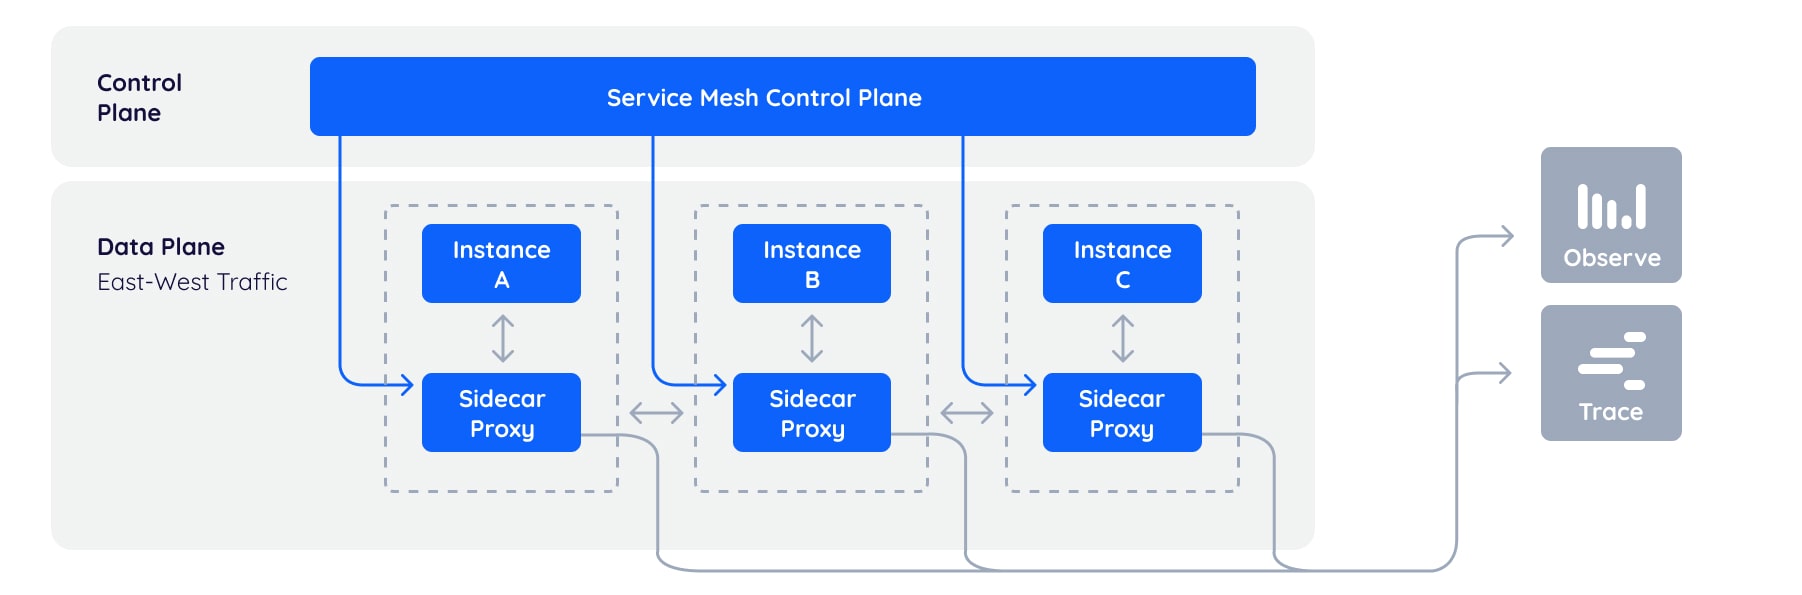 Control
Plane
Service Mesh Control Plane
Data Plane
East-West Traffic
Instance
A
Instance
B
Instance
C
Sidecar
Proxy
Sidecar
Proxy
Sidecar
Proxy
Observe
Trace